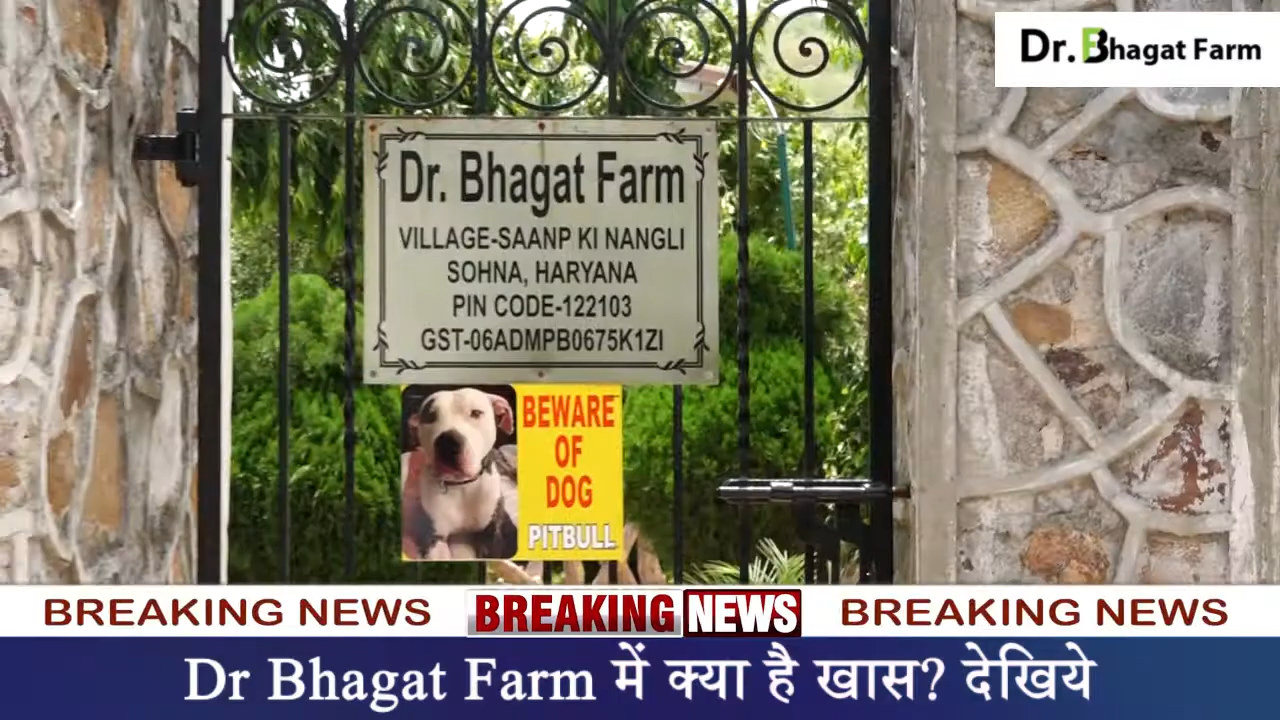 Dr. Bhagat Farm
Dr. Bhagat Farm
VILLAGE-SAANP KI NANGLI
SOHNA, HARYANA
PIN CODE-122103
GST-06ADMPB0675K1ZI
BEWARE
OF
DOG
PITBULL
BREAKING NEWS
BREAKING NEWS
BREAKING NEWS
Dr Bhagat Farm में क्या है खास? देखिये